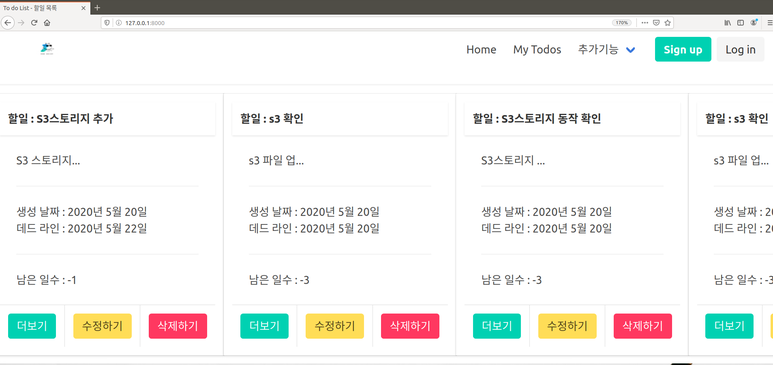 To do List - 할일 목록
127.0.0.1:8000
170%
Home
My Todos
추가기능
Sign up
Log in
할일 : S3스토리지 추가
S3 스토리지...
생성 날짜 : 2020년 5월 20일
데드 라인 : 2020년 5월 22일
남은 일수 : -1
더보기
수정하기
삭제하기
할일 : s3 확인
s3 파일 업...
생성 날짜 : 2020년 5월 20일
데드 라인 : 2020년 5월 20일
남은 일수 : -3
더보기
수정하기
삭제하기
할일 : S3스토리지 동작 확인
S3스토리지 ...
생성 날짜 : 2020년 5월 20일
데드 라인 : 2020년 5월 20일
남은 일수 : -3
더보기
수정하기
삭제하기
할일 : s3 확인
s3 파일 업...
생성 날짜 : 20
데드 라인 : 20
남은 일수 : -3
더보기